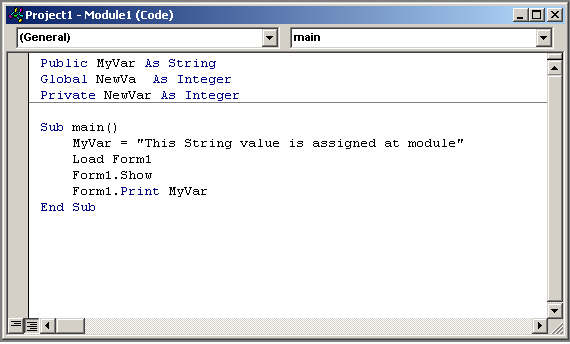 Project1 - Module1 (Code)
(General) main
Public MyVar As String
Global NewVa  As Integer
Private NewVar As Integer
Sub main()
    MyVar = "This String value is assigned at module"
    Load Form1
    Form1.Show
    Form1.Print MyVar
End Sub